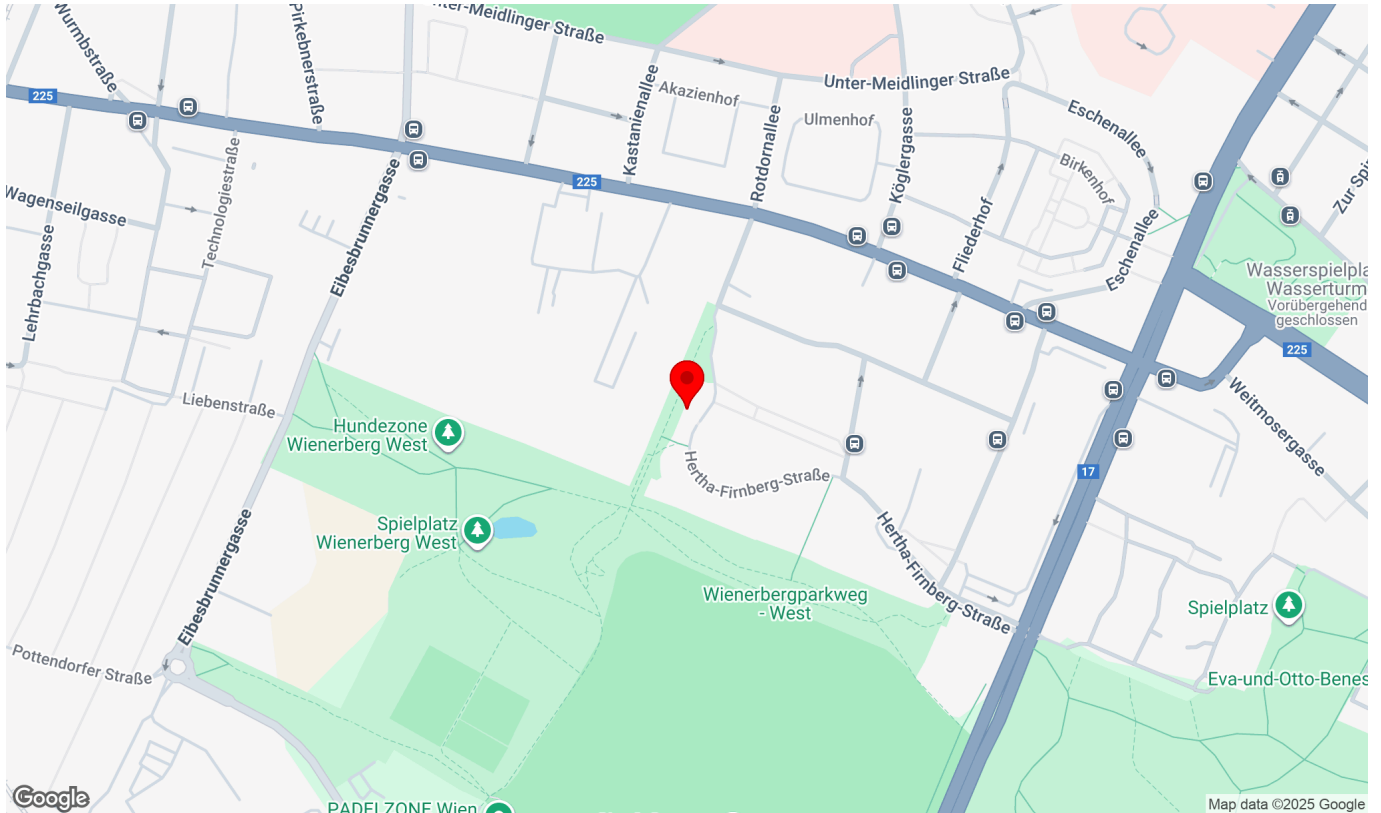 Unter-Meidlinger Straße
Wurmbstraße
Pirkebnerstraße
225
Kastanienallee
Akazienhof
Rotdornallee
Unter-Meidlinger Straße
Ulmenhof
Köglergasse
Eschenallee
Birkenhof
Zur Spi
225
Wagenseilgasse
Technologiestraße
Eibesbrunnergasse
Lehrbachgasse
Fliederhof
Eschenallee
Wasserspielpla
Wasserturm
Vorübergehend
geschlossen
225
Weitmosergasse
Liebenstraße
Hundezone
Wienerberg West
Hertha-Firnberg-Straße
17
Spielplatz
Wienerberg West
Hertha-Firnberg-Straße
Eibesbrunnergasse
Wienerbergparkweg
- West
Spielplatz
Pottendorfer Straße
Eva-und-Otto-Benes
PADELZONE Wien
Google
Map data ©2025 Google